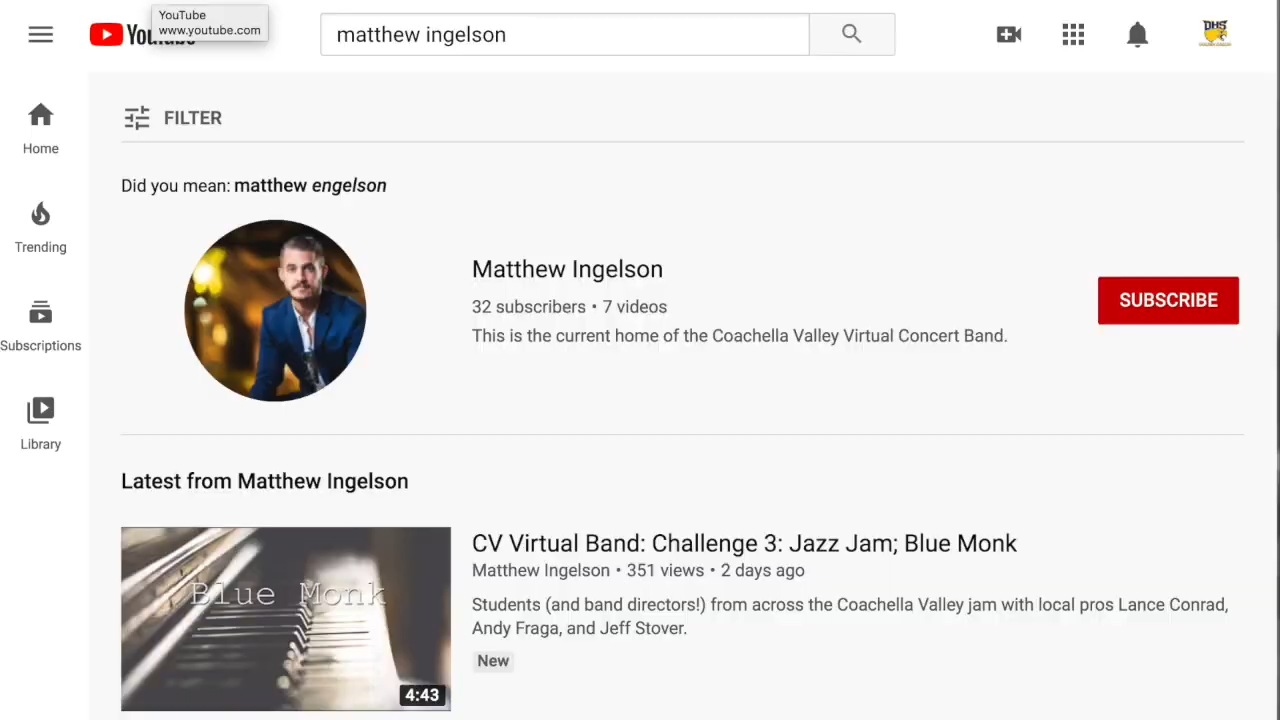 YouTube
www.youtube.com
matthew ingelson
DHS
Home
Trending
Subscriptions
Library
FILTER
Did you mean: matthew engelson
Matthew Ingelson
32 subscribers • 7 videos
This is the current home of the Coachella Valley Virtual Concert Band.
SUBSCRIBE
Latest from Matthew Ingelson
Blue Monk
4:43
CV Virtual Band: Challenge 3: Jazz Jam; Blue Monk
Matthew Ingelson • 351 views • 2 days ago
Students (and band directors!) from across the Coachella Valley jam with local pros Lance Conrad,
Andy Fraga, and Jeff Stover.
New